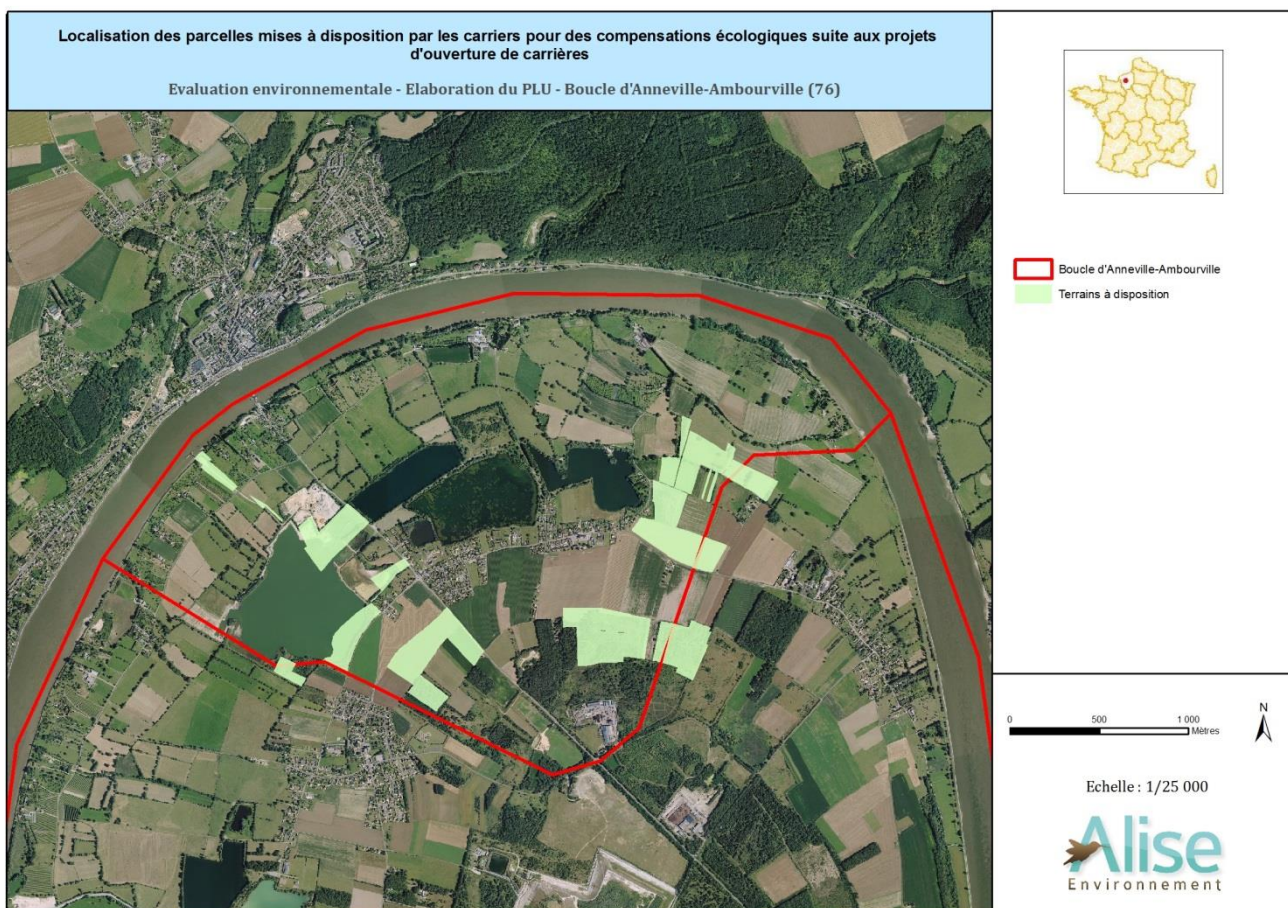 Localisation des parcelles mises à disposition par les carriers pour des compensations écologiques suite aux projets
d'ouverture de carrières
Evaluation environnementale - Elaboration du PLU - Boucle d'Anneville-Ambourville (76)
Boucle d'Anneville-Ambourville
Terrains à disposition
0 500 1 000
Mètres
N
Echelle : 1/25 000
Alise
Environnement